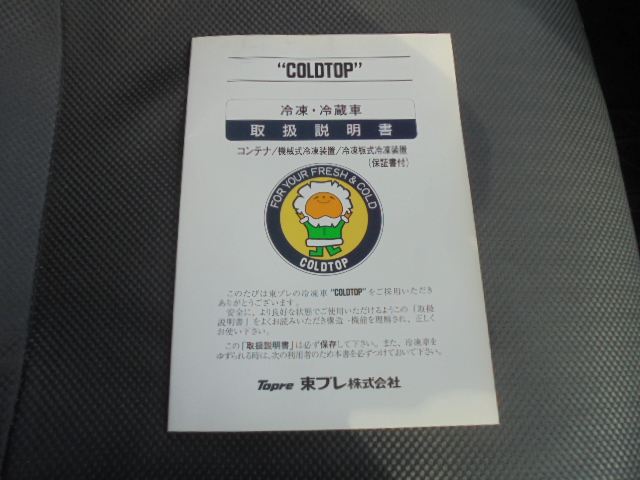 “COLDTOP”
冷凍・冷蔵車
取扱説明書
コンテナ/機械式冷凍装置/冷凍板式冷凍装置
(保証書付)
FOR YOUR FRESH & COLD
COLDTOP
このたびは東プレの冷凍車“COLDTOP”をご採用いただき
ありがとうございます。
安全に、より良好な状態でご使用いただけるようこの「取扱
説明書」をよくお読みいただき構造・機能を理解され、正しく
お使い下さい。
この「取扱説明書」は必ず保存して下さい。また、冷凍車を
ゆずられる時は、次の利用者のため本書を必ずつけておいて下さい。
Topre 東プレ株式会社